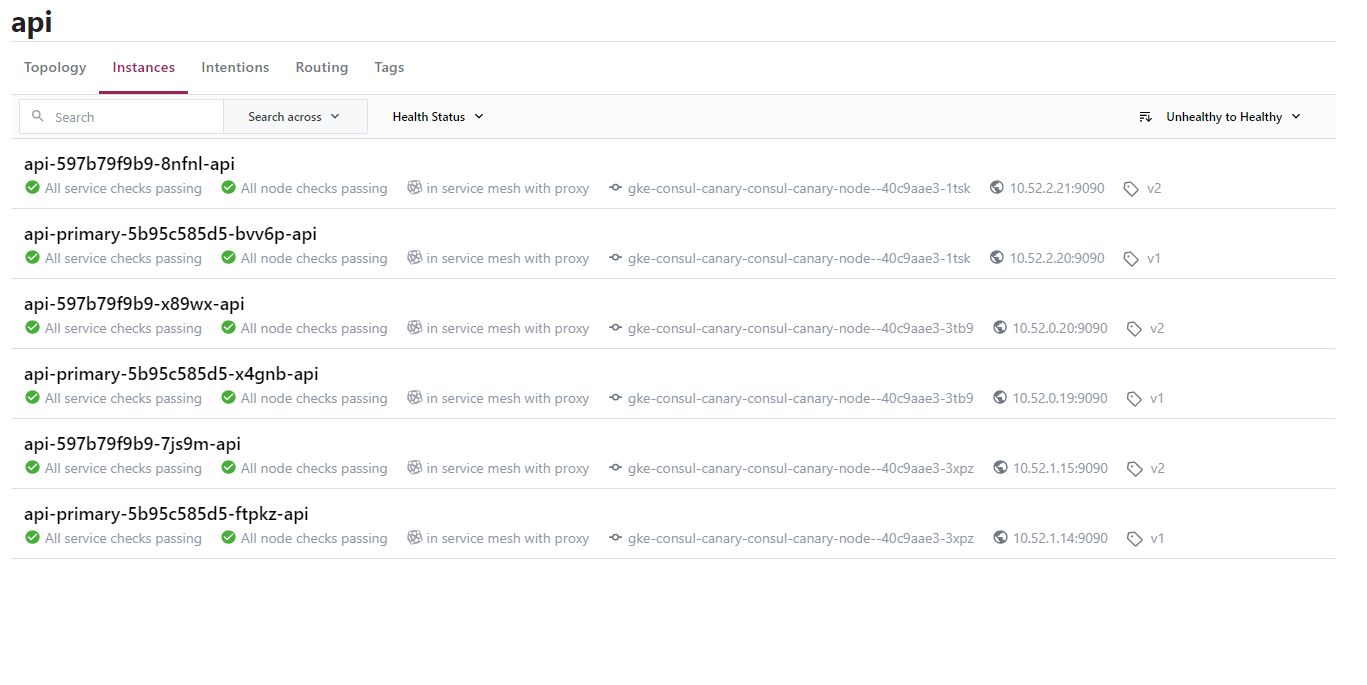 api
Topology Instances Intentions Routing Tags
Search Search across Health Status Unhealthy to Healthy
api-597b79f9b9-8nfnl-api
All service checks passing All node checks passing in service mesh with proxy gke-consul-canary-consul-canary-node--40c9aae3-1tsk 10.52.2.21:9090 v2
api-primary-5b95c585d5-bvv6p-api
All service checks passing All node checks passing in service mesh with proxy gke-consul-canary-consul-canary-node--40c9aae3-1tsk 10.52.2.20:9090 v1
api-597b79f9b9-x89wx-api
All service checks passing All node checks passing in service mesh with proxy gke-consul-canary-consul-canary-node--40c9aae3-3tb9 10.52.0.20:9090 v2
api-primary-5b95c585d5-x4gnb-api
All service checks passing All node checks passing in service mesh with proxy gke-consul-canary-consul-canary-node--40c9aae3-3tb9 10.52.0.19:9090 v1
api-597b79f9b9-7js9m-api
All service checks passing All node checks passing in service mesh with proxy gke-consul-canary-consul-canary-node--40c9aae3-3xpz 10.52.1.15:9090 v2
api-primary-5b95c585d5-ftpkz-api
All service checks passing All node checks passing in service mesh with proxy gke-consul-canary-consul-canary-node--40c9aae3-3xpz 10.52.1.14:9090 v1